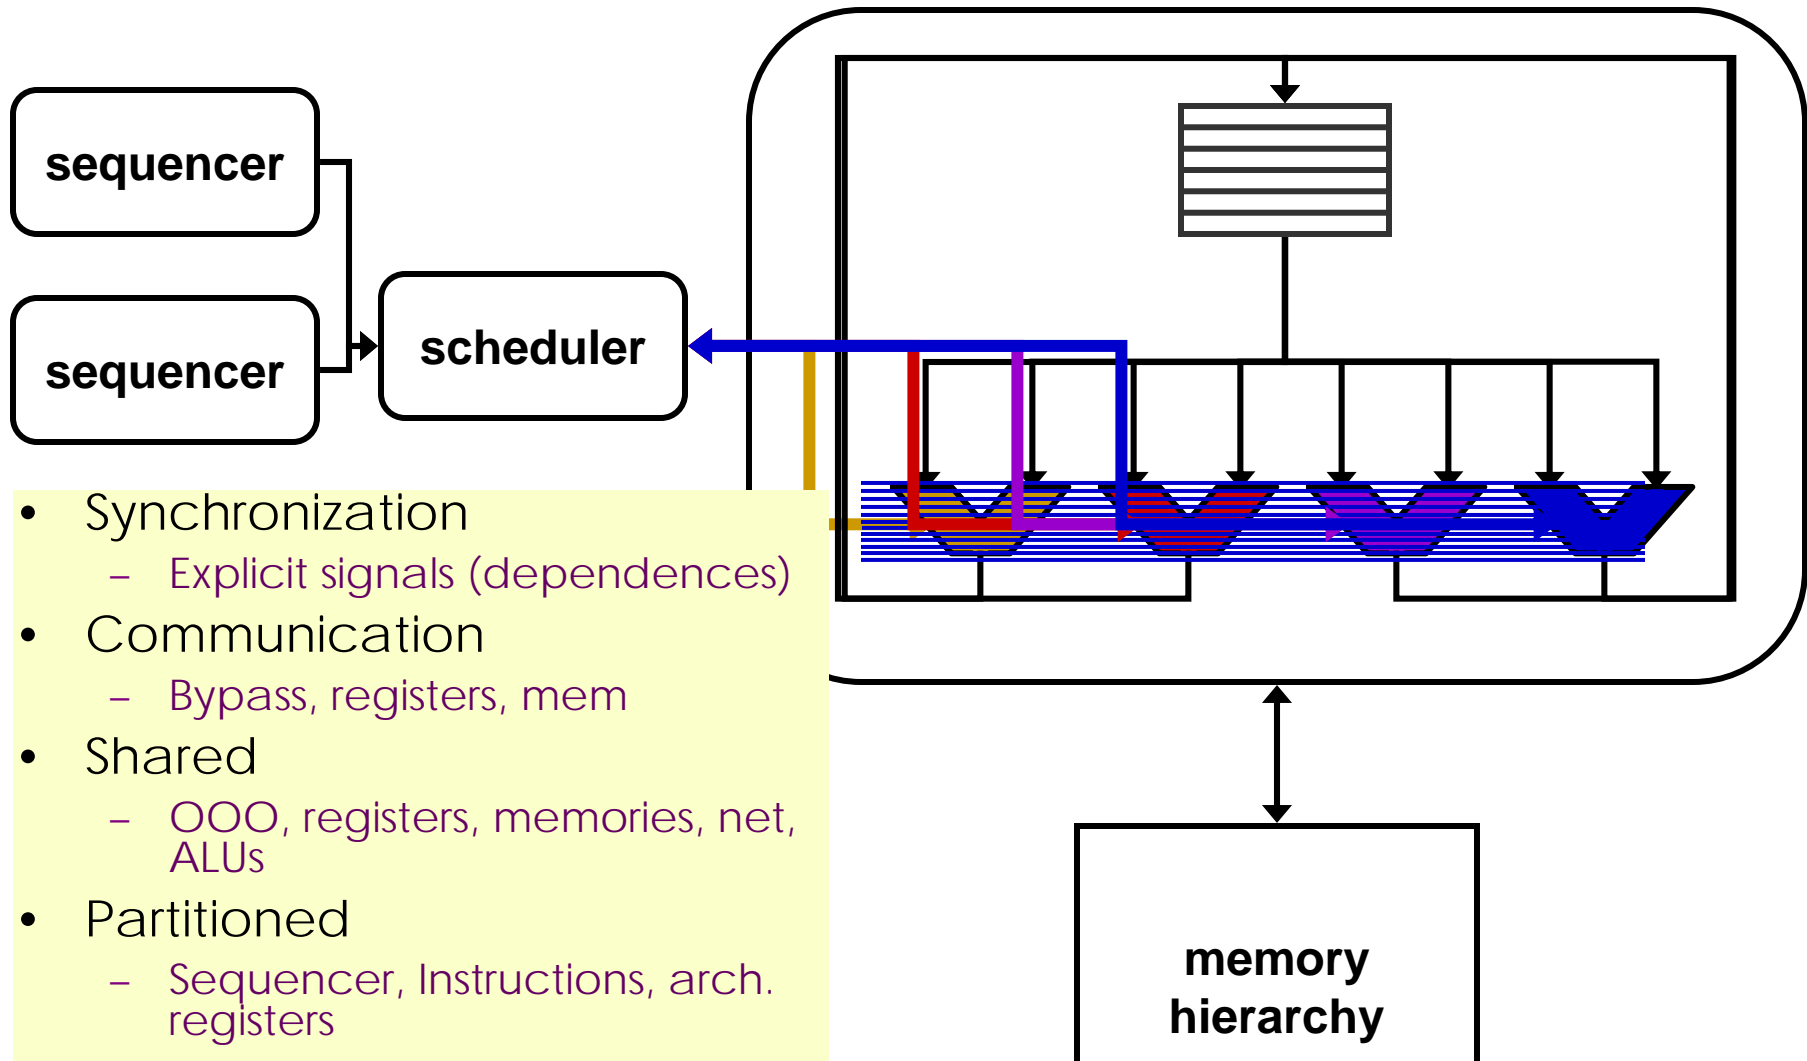 sequencer
sequencer
scheduler
• Synchronization
– Explicit signals (dependences)
• Communication
– Bypass, registers, mem
• Shared
– OOO, registers, memories, net,
ALUs
• Partitioned
– Sequencer, Instructions, arch.
registers
memory
hierarchy